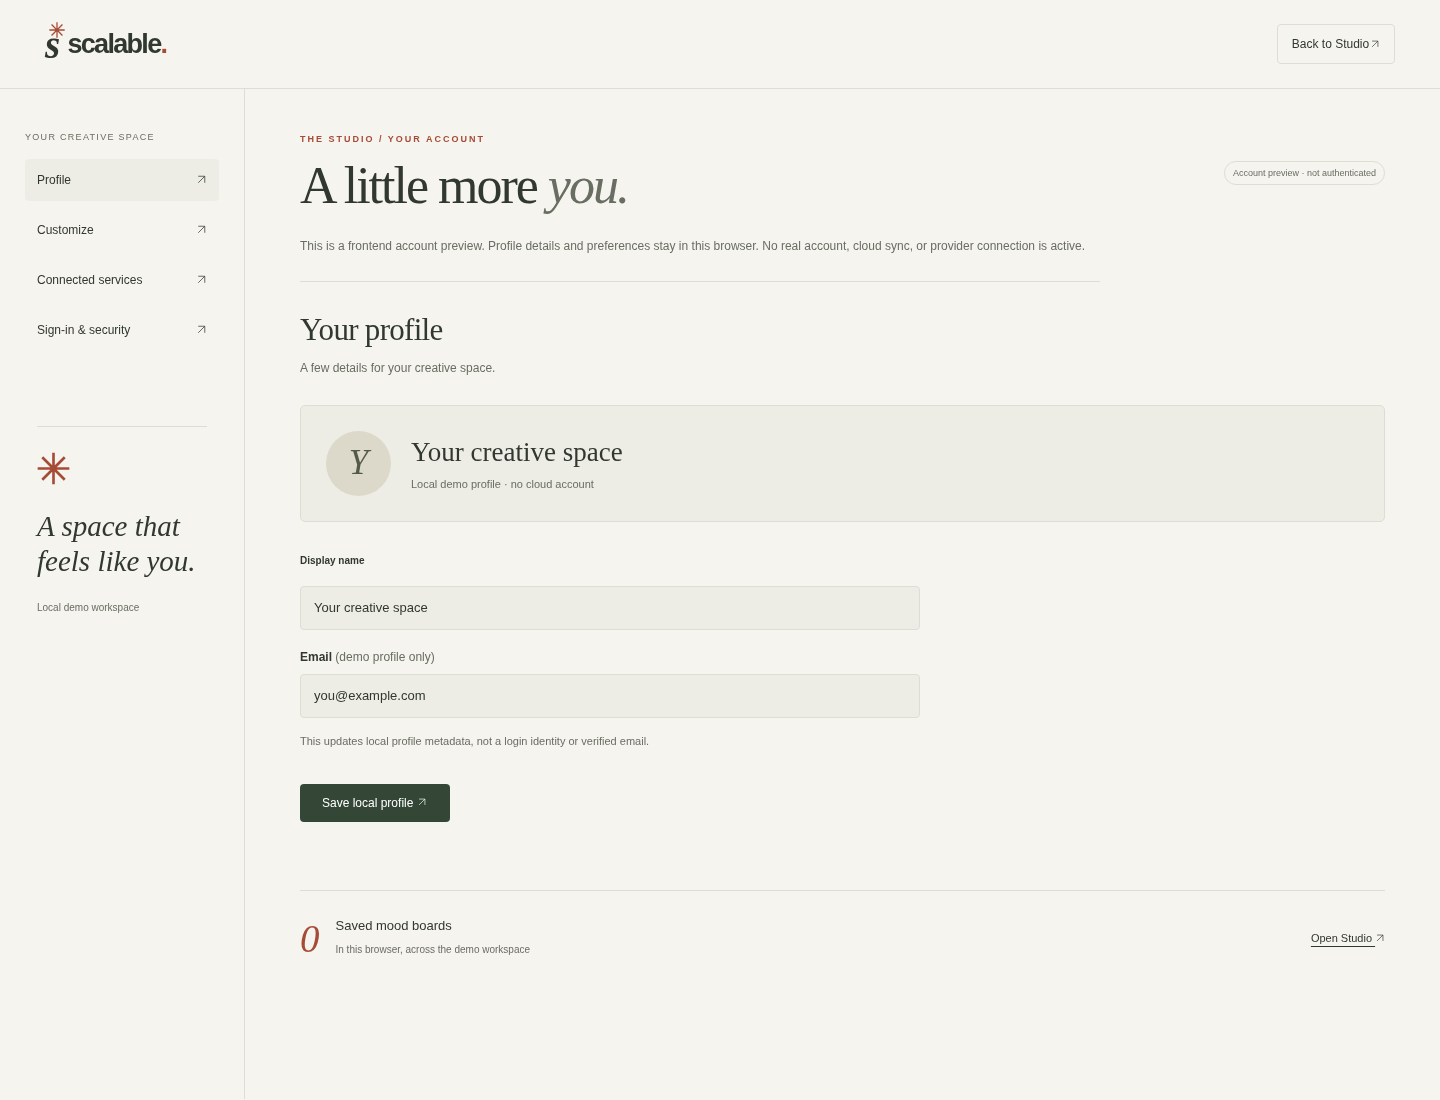 s scalable.
Back to Studio
YOUR CREATIVE SPACE
Profile
Customize
Connected services
Sign-in & security
A space that
feels like you.
Local demo workspace
THE STUDIO / YOUR ACCOUNT
A little more you.
Account preview · not authenticated
This is a frontend account preview. Profile details and preferences stay in this browser. No real account, cloud sync, or provider connection is active.
Your profile
A few details for your creative space.
Y
Your creative space
Local demo profile · no cloud account
Display name
Your creative space
Email (demo profile only)
you@example.com
This updates local profile metadata, not a login identity or verified email.
Save local profile
0
Saved mood boards
In this browser, across the demo workspace
Open Studio